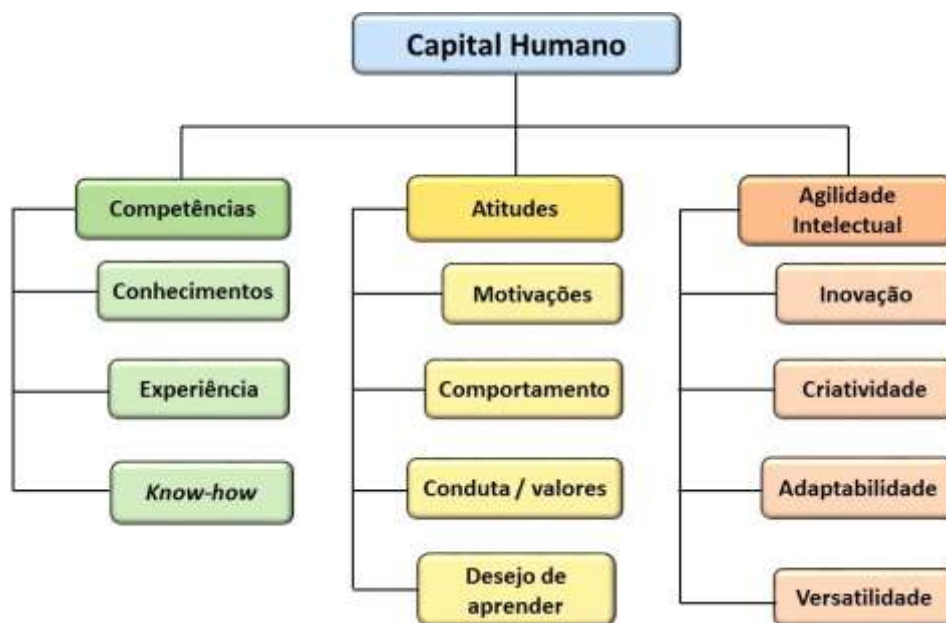 Capital Humano
Competências
Conhecimentos
Experiência
Know-how
Atitudes
Motivações
Comportamento
Conduta / valores
Desejo de
aprender
Agilidade
Intelectual
Inovação
Criatividade
Adaptabilidade
Versatilidade